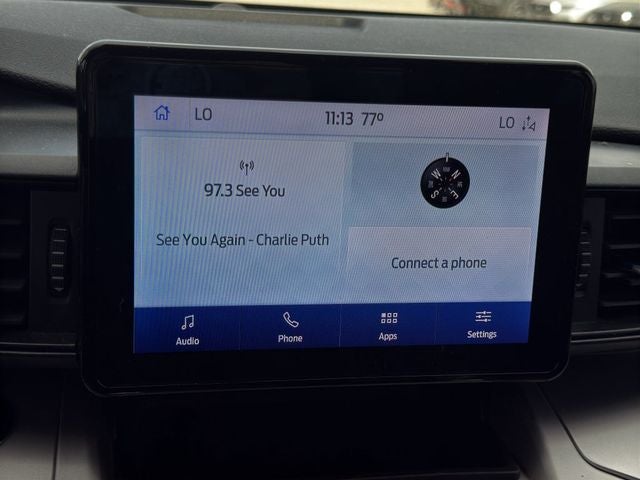 LO
11:13 77°
LO
97.3 See You
See You Again - Charlie Puth
N
W
E
S
Connect a phone
Audio
Phone
Apps
Settings